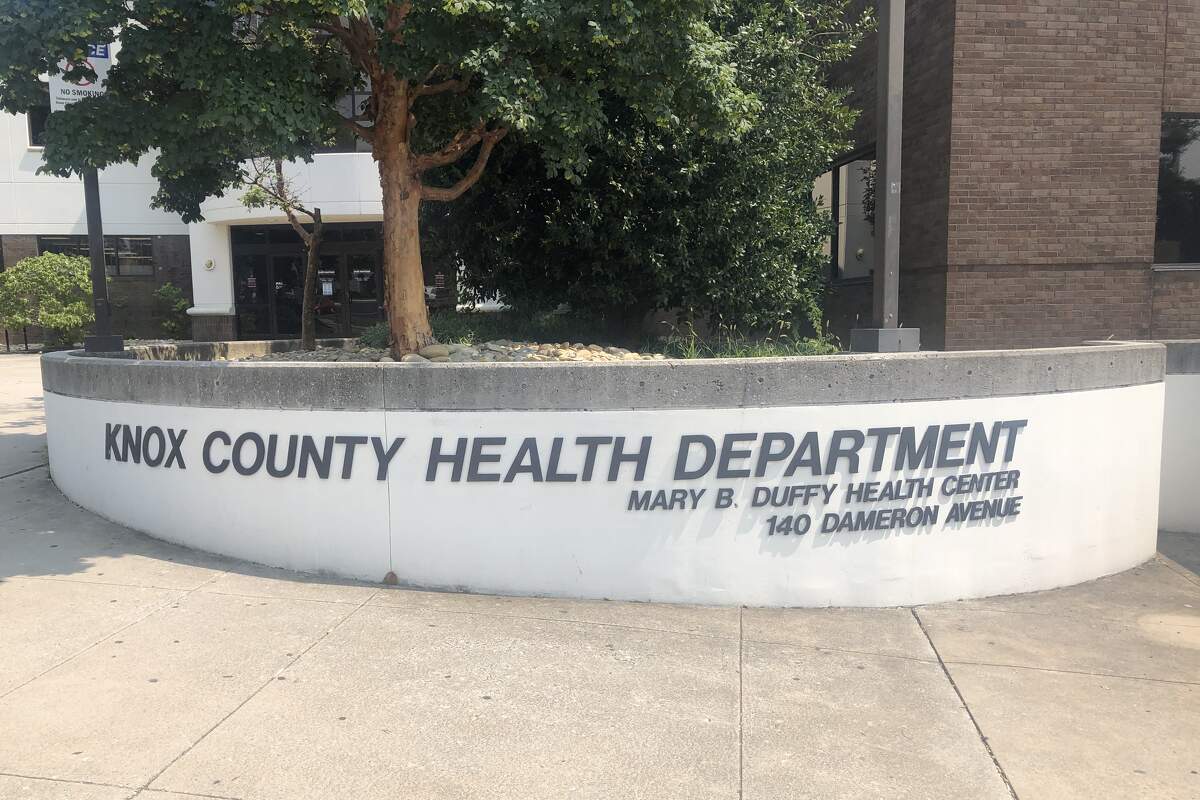 NO SMOKING
KNOX COUNTY HEALTH DEPARTMENT
MARY B. DUFFY HEALTH CENTER
140 DAMERON AVENUE